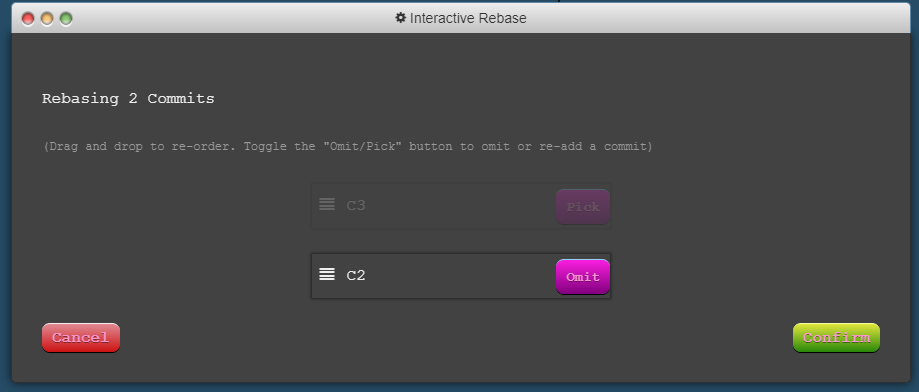 Interactive Rebase
Rebasing 2 Commits
(Drag and drop to re-order. Toggle the "Omit/Pick" button to omit or re-add a commit)
C3 Pick
C2 Omit
Cancel Confirm